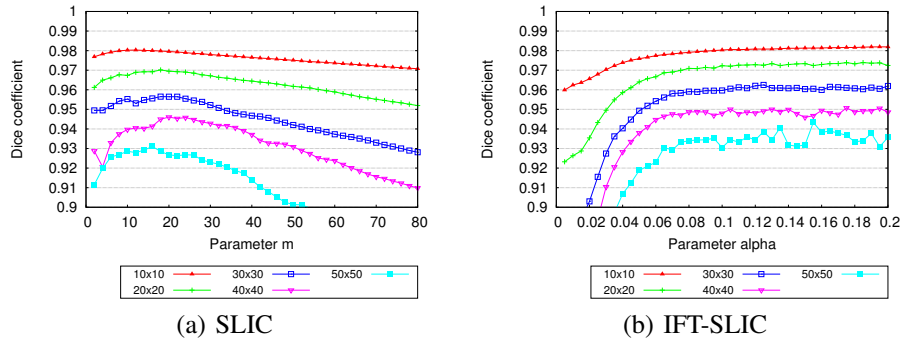 Dice coefficient
1
0.99
0.98
0.97
0.96
0.95
0.94
0.93
0.92
0.91
0.9
0 10 20 30 40 50 60 70 80
Parameter m
10x10 30x30 50x50
20x20 40x40
(a) SLIC
Dice coefficient
1
0.99
0.98
0.97
0.96
0.95
0.94
0.93
0.92
0.91
0.9
0 0.02 0.04 0.06 0.08 0.1 0.12 0.14 0.16 0.18 0.2
Parameter alpha
10x10 30x30 50x50
20x20 40x40
(b) IFT-SLIC